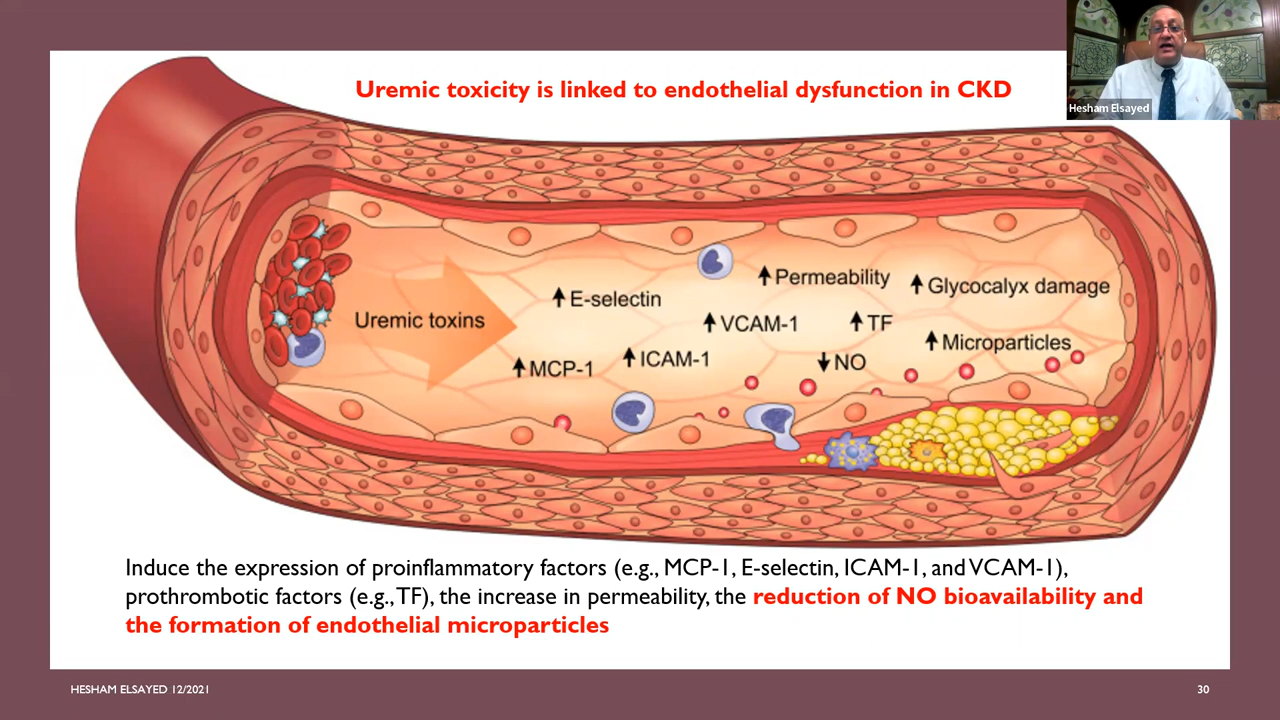 Hesham Elsayed
Uremic toxicity is linked to endothelial dysfunction in CKD
Uremic toxins
↑ E-selectin
↑ Permeability
↑ Glycocalyx damage
↑ VCAM-1
↑ TF
↑ Microparticles
↑ MCP-1
↑ ICAM-1
↓ NO
Induce the expression of proinflammatory factors (e.g., MCP-1, E-selectin, ICAM-1, and VCAM-1),
prothrombotic factors (e.g., TF), the increase in permeability, the reduction of NO bioavailability and
the formation of endothelial microparticles
HESHAM ELSAYED 12/2021
30